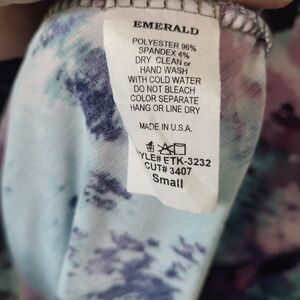 EMERALD
POLYESTER 96%
SPANDEX 4%
DRY CLEAN or
HAND WASH
WITH COLD WATER
DO NOT BLEACH
COLOR SEPARATE
HANG OR LINE DRY
MADE IN U.S.A.
YLE# ETK-3232
CUT# 3407
Small